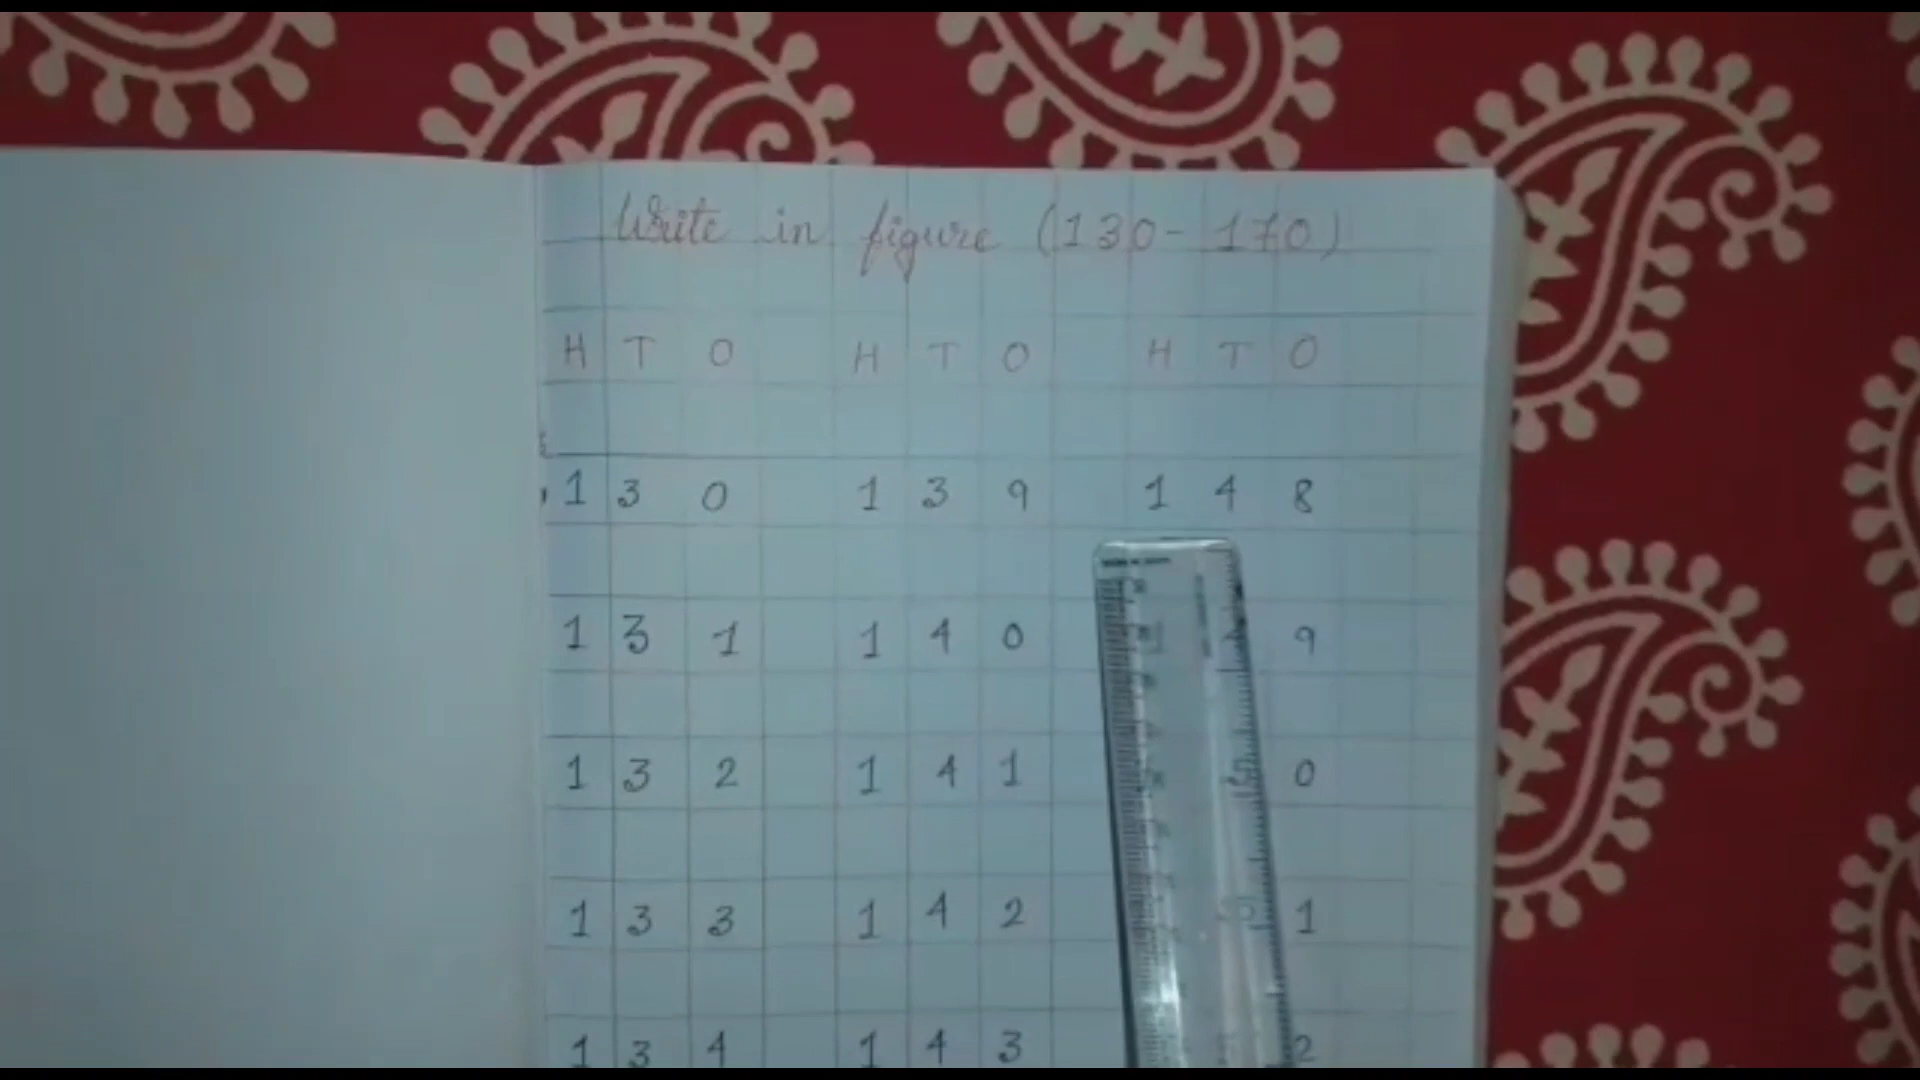 Write in figure (130-170)
H T O H T O H T O
1 3 0 1 3 9 1 4 8
1 3 1 1 4 0 9
1 3 2 1 4 1 0
1 3 3 1 4 2 1
1 3 4 1 4 3 2